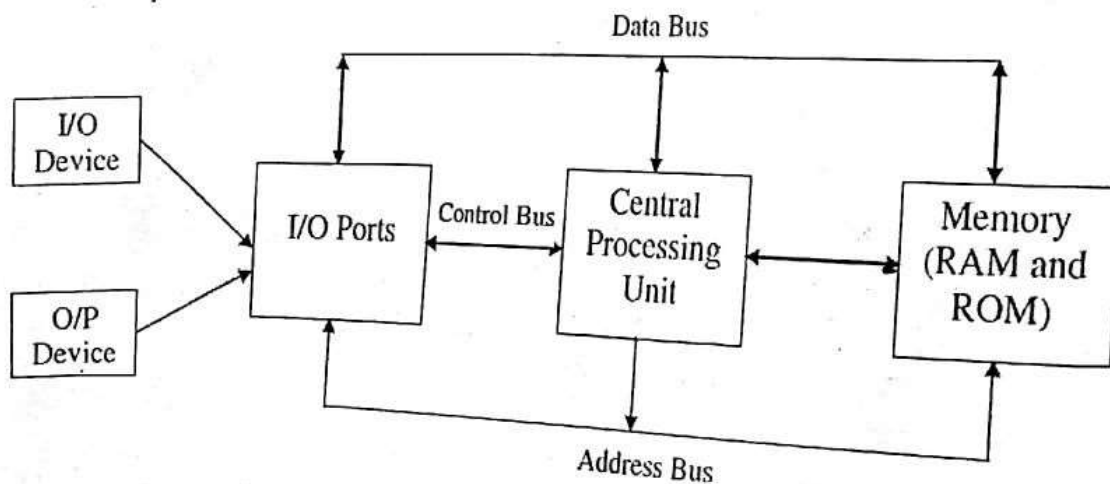 Data Bus
I/O
Device
I/O Ports
Control Bus
Central
Processing
Unit
Memory
(RAM and
ROM)
O/P
Device
Address Bus